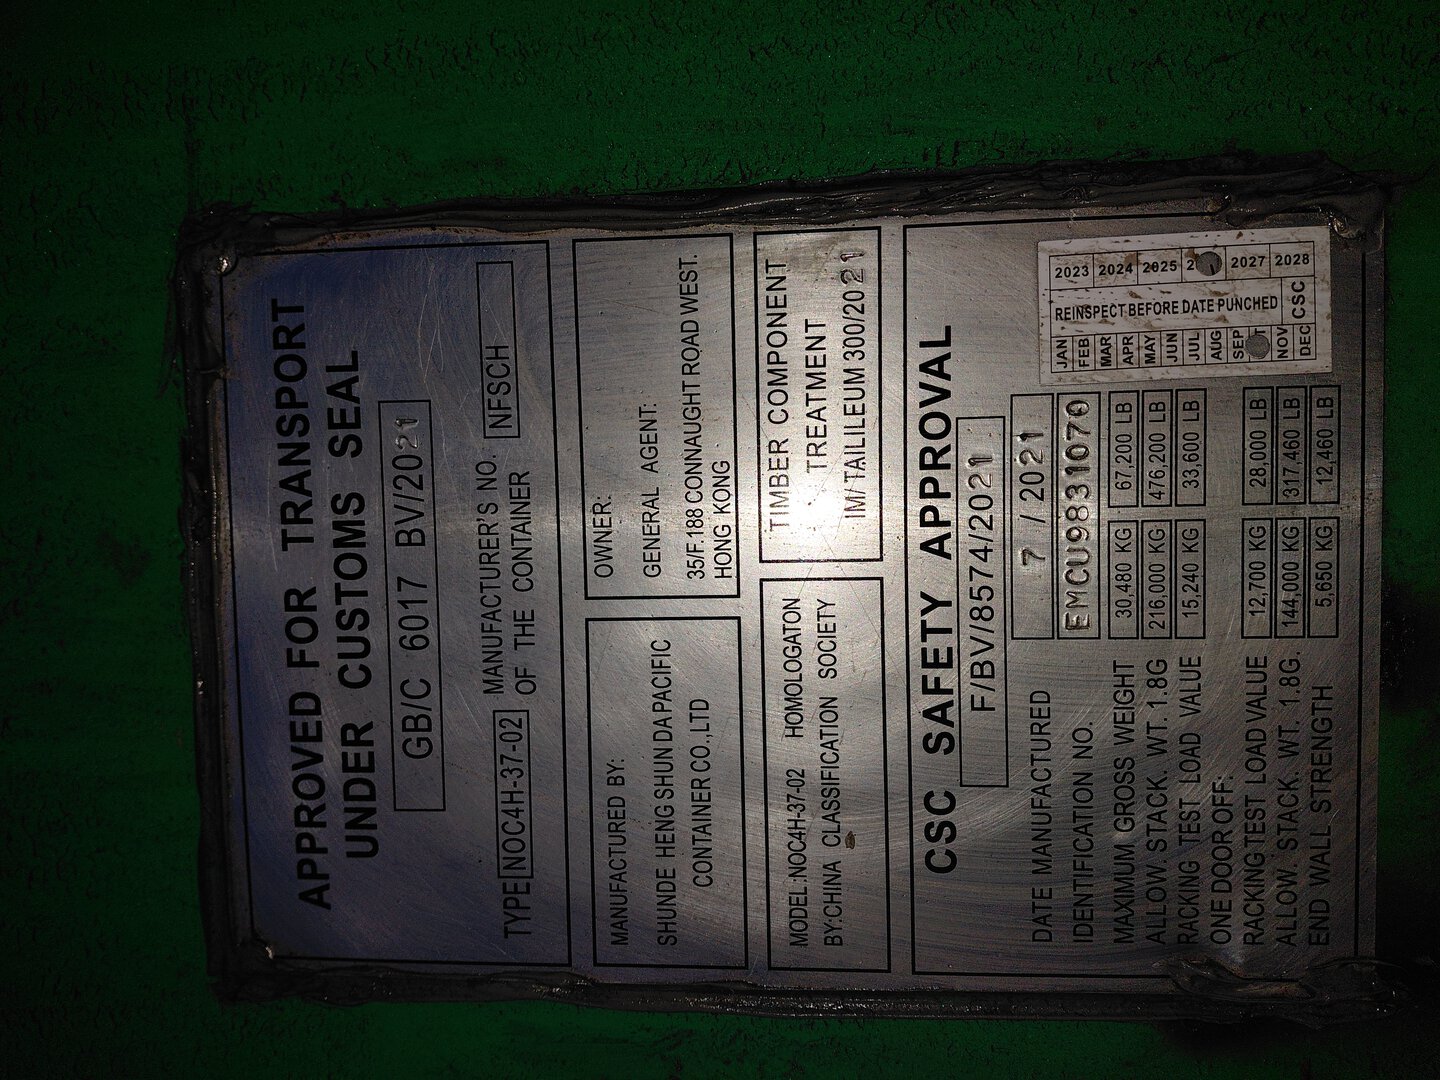 APPROVED FOR TRANSPORT
UNDER CUSTOMS SEAL
GB/C 6017 BV/2021
TYPE NOC4H-37-02 MANUFACTURER'S NO. OF THE CONTAINER NFSCH
MANUFACTURED BY:
SHUNDE HENG SHUN DA PACIFIC
CONTAINER CO.,LTD
OWNER:
GENERAL AGENT:
35/F.188 CONNAUGHT ROAD WEST.
HONG KONG
MODEL :NOC4H-37-02 HOMOLOGATON
BY:CHINA CLASSIFICATION SOCIETY
TIMBER COMPONENT
TREATMENT
IM/ TAILILEUM 300/2021
CSC SAFETY APPROVAL
F/BV/8574/2021
DATE MANUFACTURED 7 / 2021
IDENTIFICATION NO. EMCU9831070
MAXIMUM GROSS WEIGHT 30,480 KG 67,200 LB
ALLOW STACK. WT. 1.8G 216,000 KG 476,200 LB
RACKING TEST LOAD VALUE 15,240 KG 33,600 LB
ONE DOOR OFF:
RACKING TEST LOAD VALUE 12,700 KG 28,000 LB
ALLOW. STACK. WT. 1.8G. 144,000 KG 317,460 LB
END WALL STRENGTH 5,650 KG 12,460 LB
2023 2024 2025 2027 2028
REINSPECT BEFORE DATE PUNCHED CSC
JAN FEB MAR APR MAY JUN JUL AUG SEP NOV DEC